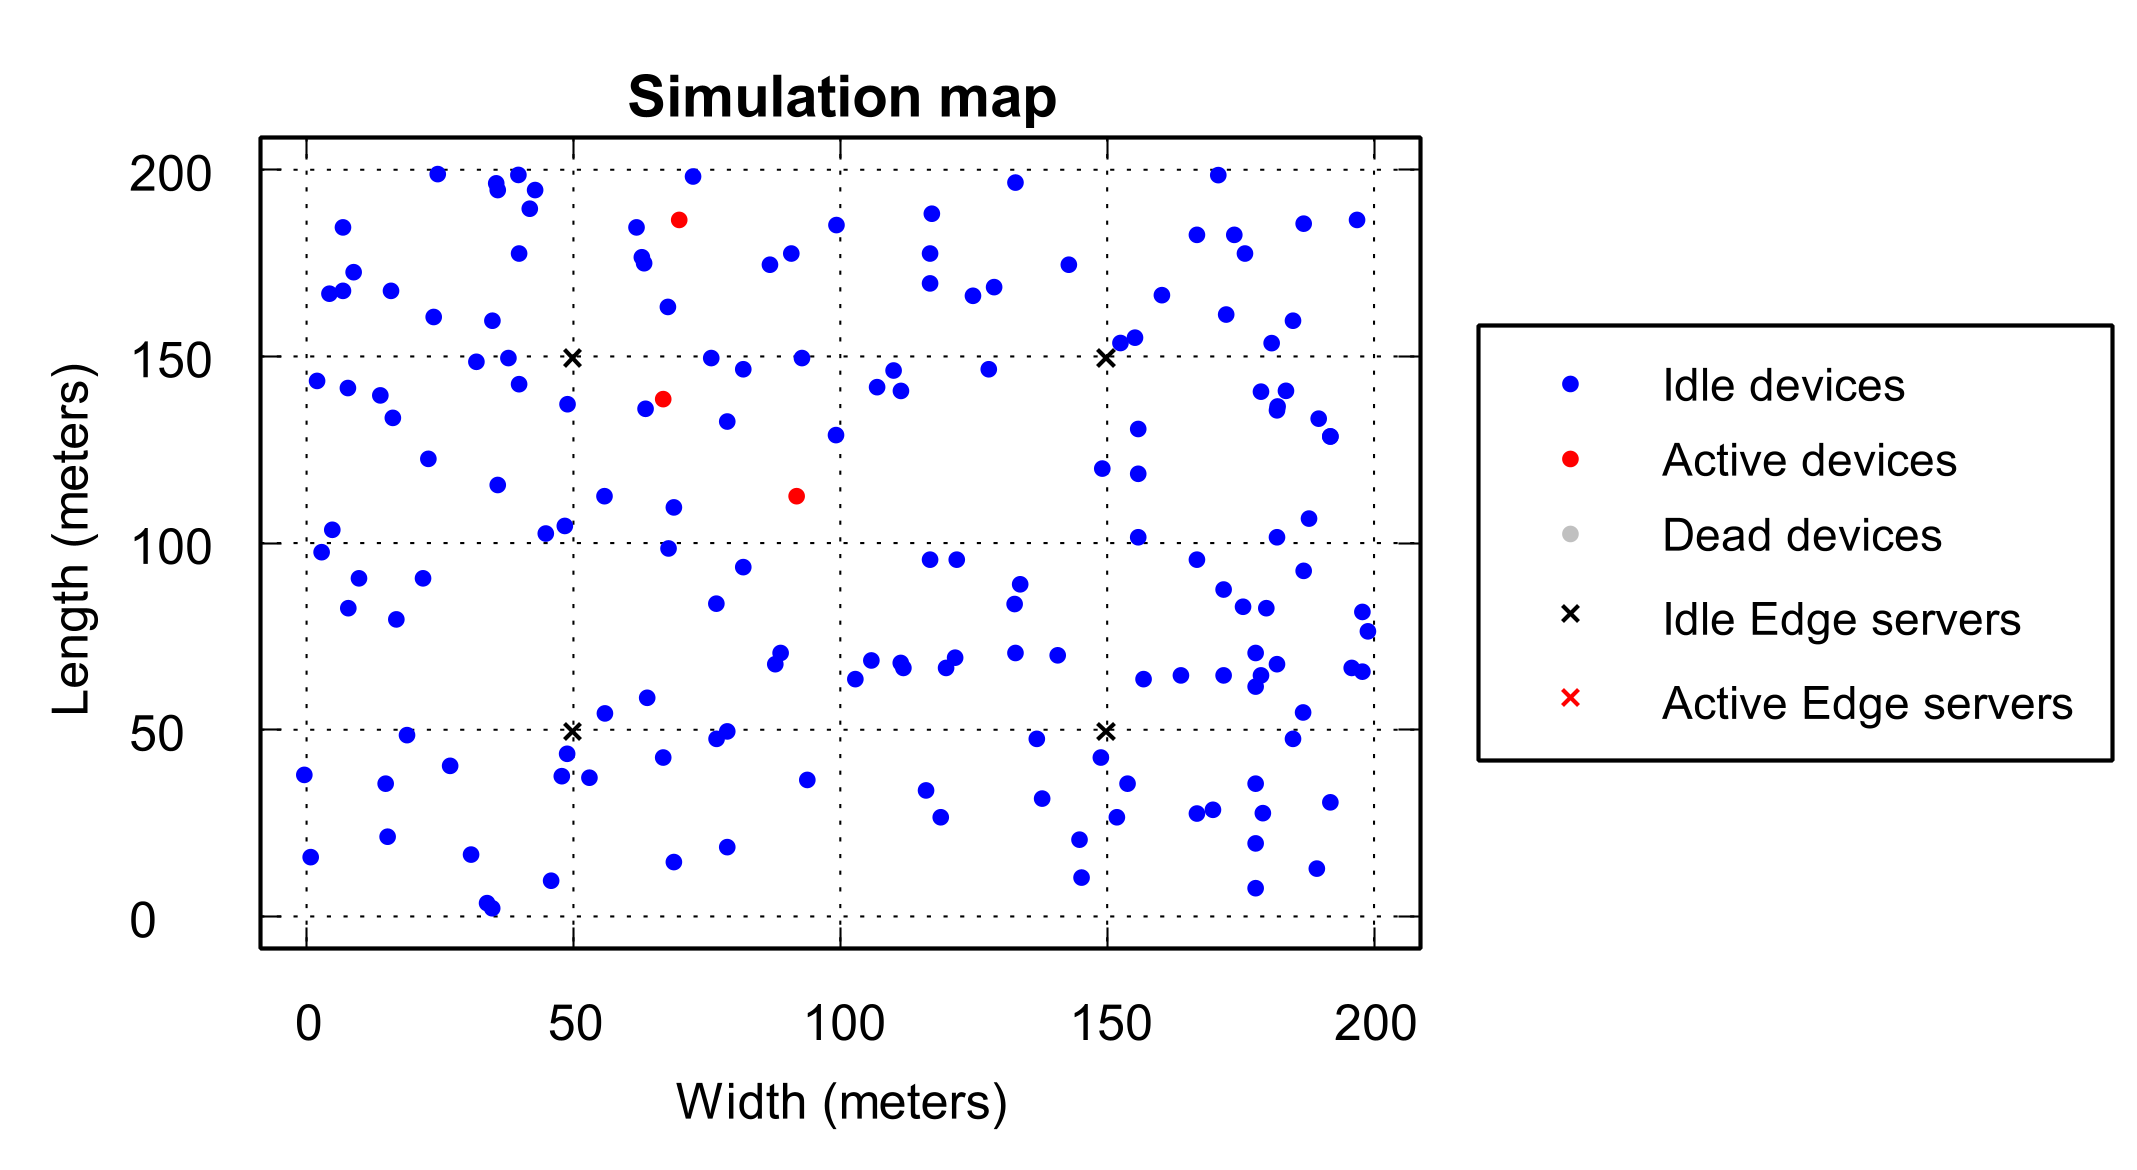 Simulation map
200
150
100
50
0
Length (meters)
0 50 100 150 200
Width (meters)
Idle devices
Active devices
Dead devices
Idle Edge servers
Active Edge servers